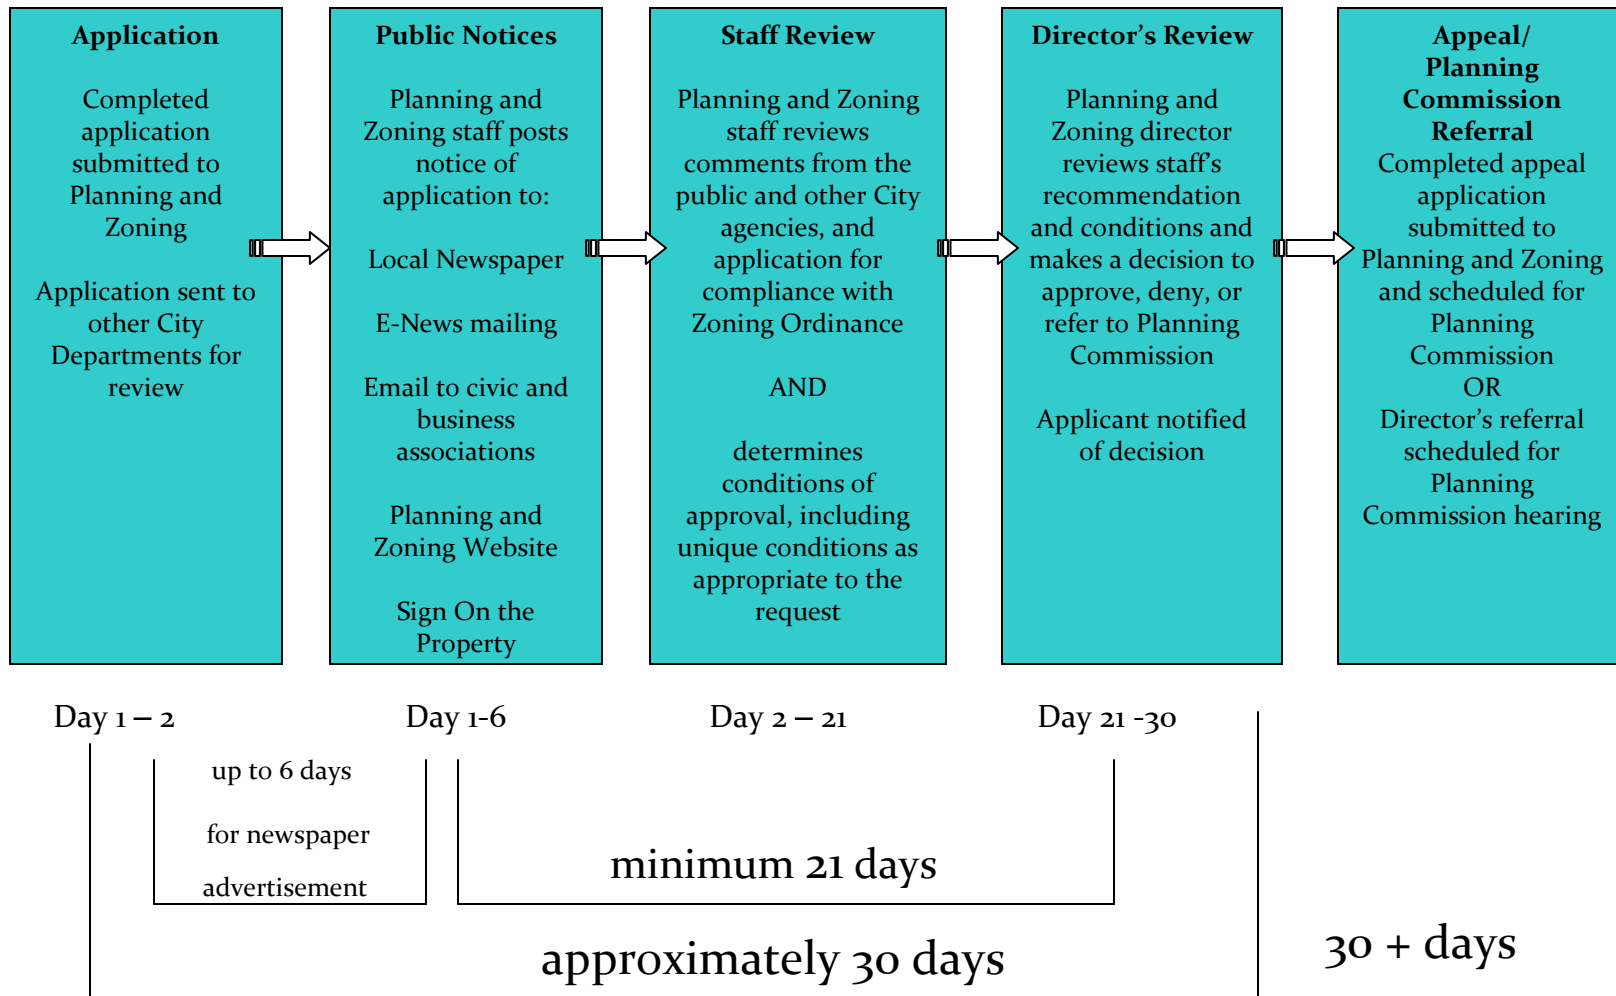 Application
Completed
application
submitted to
Planning and
Zoning
Application sent to
other City
Departments for
review
Public Notices
Planning and
Zoning staff posts
notice of
application to:
Local Newspaper
E-News mailing
Email to civic and
business
associations
Planning and
Zoning Website
Sign On the
Property
Staff Review
Planning and Zoning
staff reviews
comments from the
public and other City
agencies, and
application for
compliance with
Zoning Ordinance
AND
determines
conditions of
approval, including
unique conditions as
appropriate to the
request
Director’s Review
Planning and
Zoning director
reviews staff’s
recommendation
and conditions and
makes a decision to
approve, deny, or
refer to Planning
Commission
Applicant notified
of decision
Appeal/
Planning
Commission
Referral
Completed appeal
application
submitted to
Planning and Zoning
and scheduled for
Planning
Commission
OR
Director’s referral
scheduled for
Planning
Commission hearing
Day 1 – 2
Day 1-6
Day 2 – 21
Day 21 -30
up to 6 days
for newspaper
advertisement
minimum 21 days
approximately 30 days
30 + days